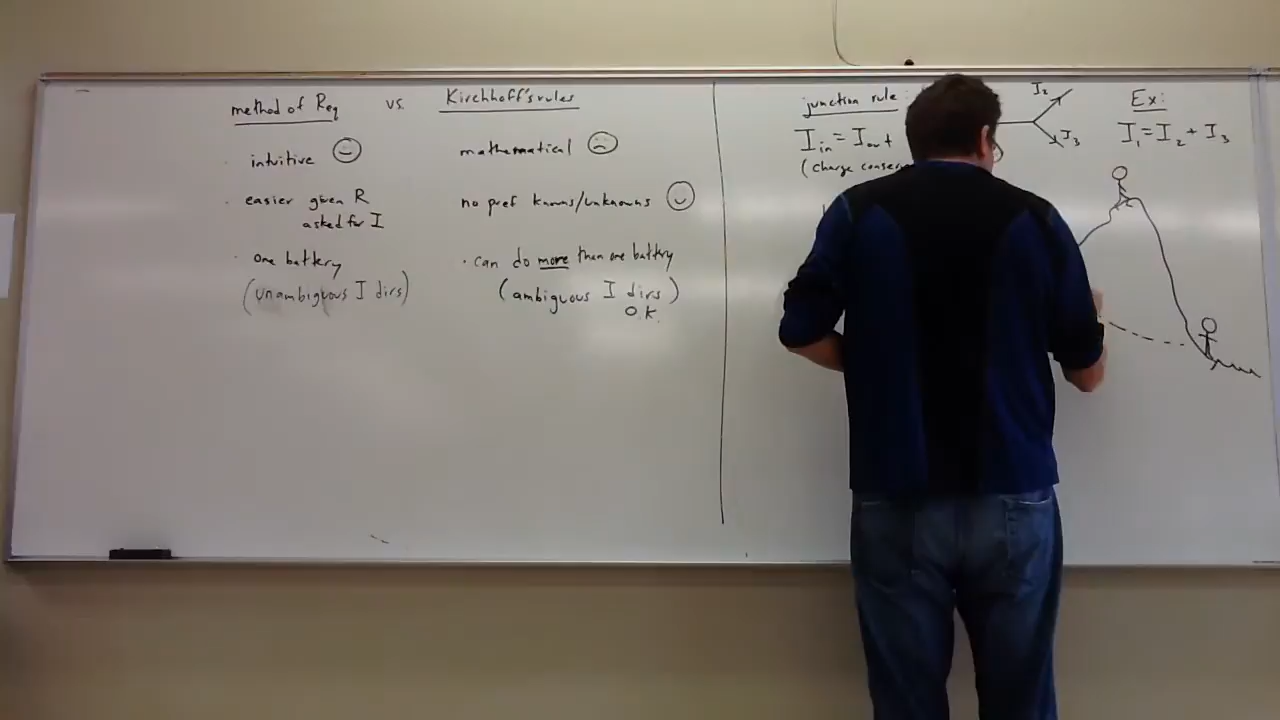 method of Req vs. Kirchhoff's rules
intuitive
mathematical
easier given R
asked for I
no pref knowns/unknowns
· one battery
(unambiguous I dirs)
· can do more than one battery
(ambiguous I dirs)
O.K.
junction rule:
Iin = Iout
(charge
I2
I3
Ex:
I1 = I2 + I3